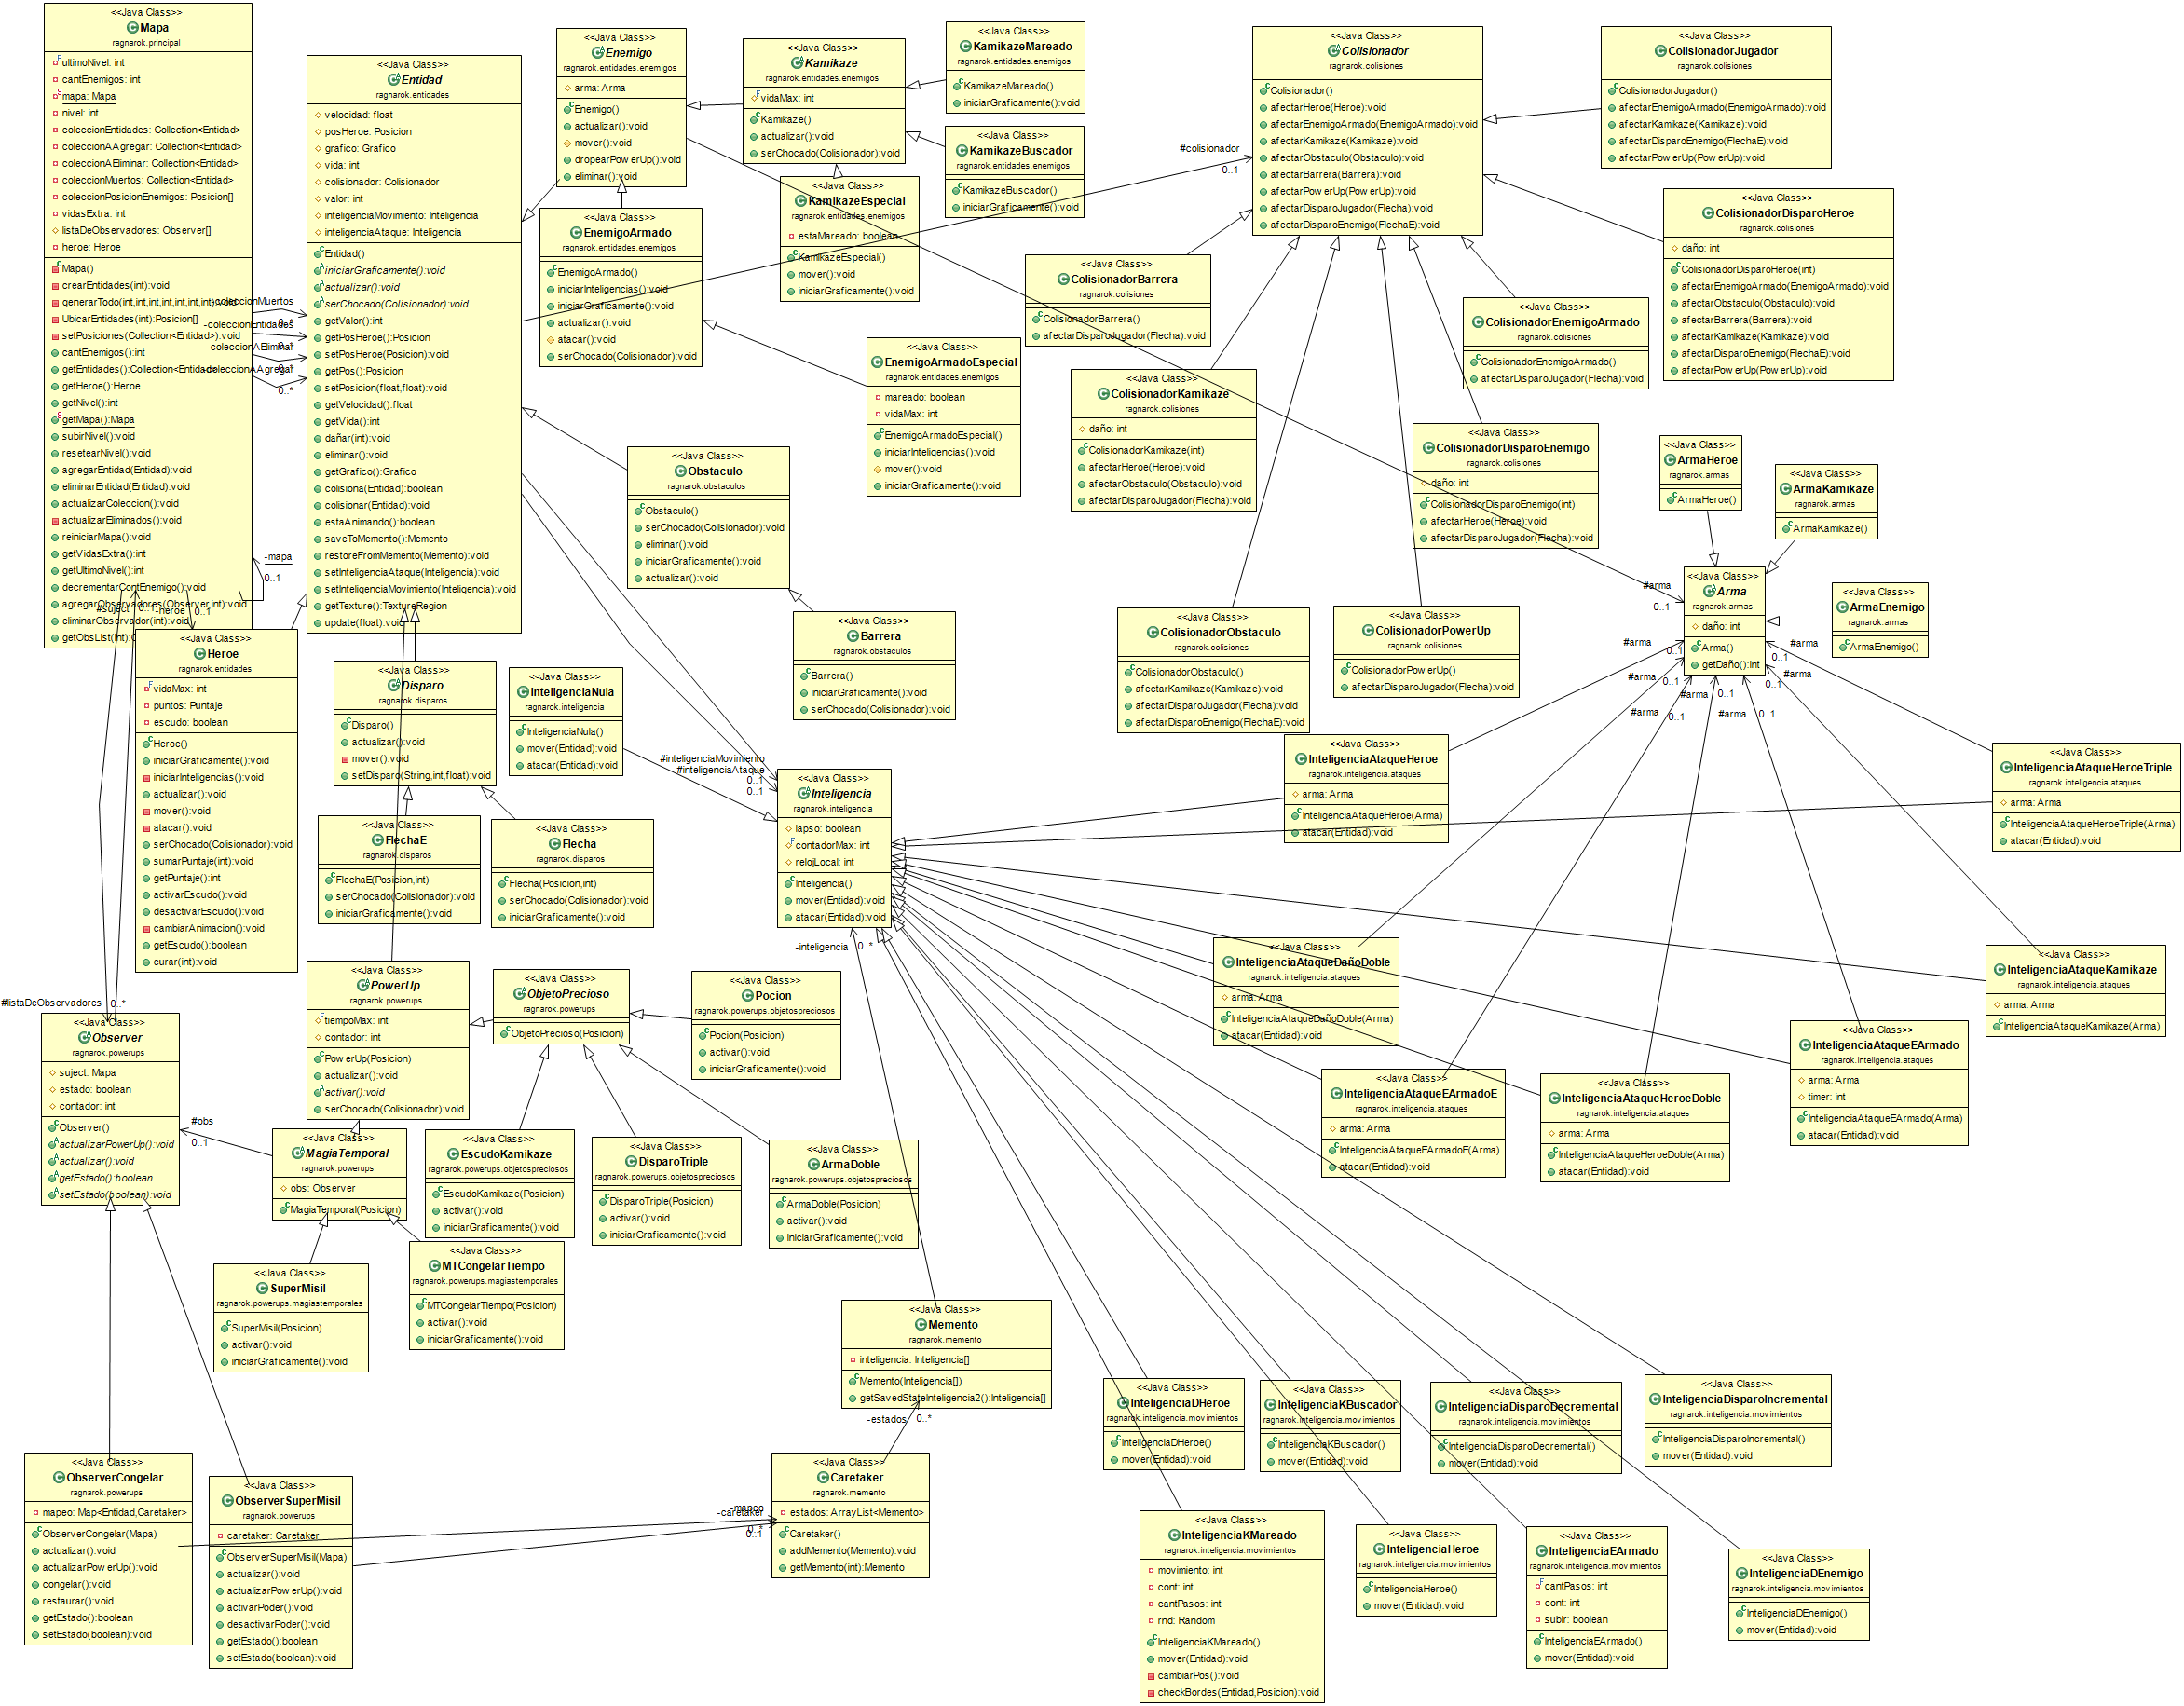 <<Java Class>>
Mapa
ragnarok.principal
ultimoNivel: int
cantEnemigos: int
mapa: Mapa
nivel: int
coleccionEntidades: Collection<Entidad>
coleccionAAgregar: Collection<Entidad>
coleccionAEliminar: Collection<Entidad>
coleccionMuertos: Collection<Entidad>
coleccionPosicionEnemigos: Posicion[]
vidasExtra: int
listaDeObservadores: Observer[]
heroe: Heroe
Mapa()
crearEntidades(int):void
generarTodo(int,int,int,int,int,int,int):void
UbicarEntidades(int):Posicion[]
setPosiciones(Collection<Entidad>):void
cantEnemigos():int
getEntidades():Collection<Entidad>
getHeroe():Heroe
getNivel():int
getMapa():Mapa
subirNivel():void
resetearNivel():void
agregarEntidad(Entidad):void
eliminarEntidad(Entidad):void
actualizarColeccion():void
actualizarEliminados():void
reiniciarMapa():void
getVidasExtra():int
getUltimoNivel():int
decrementarContEnemigo():void
agregarObservadores(Observer,int):void
eliminarObservador(int):void
getObsList(int):
-coleccionMuertos
0..*
-coleccionEntidades
0..*
-coleccionAEliminar
0..*
-coleccionAAgregar
0..*
-mapa
0..1
#suject
0..1
-heroe
0..1
<<Java Class>>
Entidad
ragnarok.entidades
velocidad: float
posHeroe: Posicion
grafico: Grafico
vida: int
colisionador: Colisionador
valor: int
inteligenciaMovimiento: Inteligencia
inteligenciaAtaque: Inteligencia
Entidad()
iniciarGraficamente():void
actualizar():void
serChocado(Colisionador):void
getValor():int
getPosHeroe():Posicion
setPosHeroe(Posicion):void
getPos():Posicion
setPosicion(float,float):void
getVelocidad():float
getVida():int
dañar(int):void
eliminar():void
getGrafico():Grafico
colisiona(Entidad):boolean
colisionar(Entidad):void
estaAnimando():boolean
saveToMemento():Memento
restoreFromMemento(Memento):void
setInteligenciaAtaque(Inteligencia):void
setInteligenciaMovimiento(Inteligencia):void
getTexture():TextureRegion
update(float):void
<<Java Class>>
Enemigo
ragnarok.entidades.enemigos
arma: Arma
Enemigo()
actualizar():void
mover():void
dropearPowerUp():void
eliminar():void
<<Java Class>>
Kamikaze
ragnarok.entidades.enemigos
vidaMax: int
Kamikaze()
actualizar():void
serChocado(Colisionador):void
<<Java Class>>
KamikazeMareado
ragnarok.entidades.enemigos
KamikazeMareado()
iniciarGraficamente():void
<<Java Class>>
KamikazeBuscador
ragnarok.entidades.enemigos
KamikazeBuscador()
iniciarGraficamente():void
<<Java Class>>
KamikazeEspecial
ragnarok.entidades.enemigos
estaMareado: boolean
KamikazeEspecial()
mover():void
iniciarGraficamente():void
<<Java Class>>
EnemigoArmado
ragnarok.entidades.enemigos
EnemigoArmado()
iniciarInteligencias():void
iniciarGraficamente():void
actualizar():void
atacar():void
serChocado(Colisionador):void
<<Java Class>>
EnemigoArmadoEspecial
ragnarok.entidades.enemigos
mareado: boolean
vidaMax: int
EnemigoArmadoEspecial()
iniciarInteligencias():void
mover():void
iniciarGraficamente():void
#colisionador
0..1
<<Java Class>>
Colisionador
ragnarok.colisiones
Colisionador()
afectarHeroe(Heroe):void
afectarEnemigoArmado(EnemigoArmado):void
afectarKamikaze(Kamikaze):void
afectarObstaculo(Obstaculo):void
afectarBarrera(Barrera):void
afectarPowerUp(PowerUp):void
afectarDisparoJugador(Flecha):void
afectarDisparoEnemigo(FlechaE):void
<<Java Class>>
ColisionadorJugador
ragnarok.colisiones
ColisionadorJugador()
afectarEnemigoArmado(EnemigoArmado):void
afectarKamikaze(Kamikaze):void
afectarDisparoEnemigo(FlechaE):void
afectarPowerUp(PowerUp):void
<<Java Class>>
ColisionadorDisparoHeroe
ragnarok.colisiones
daño: int
ColisionadorDisparoHeroe(int)
afectarEnemigoArmado(EnemigoArmado):void
afectarObstaculo(Obstaculo):void
afectarBarrera(Barrera):void
afectarKamikaze(Kamikaze):void
afectarDisparoEnemigo(FlechaE):void
afectarPowerUp(PowerUp):void
<<Java Class>>
ColisionadorBarrera
ragnarok.colisiones
ColisionadorBarrera()
afectarDisparoJugador(Flecha):void
<<Java Class>>
ColisionadorEnemigoArmado
ragnarok.colisiones
ColisionadorEnemigoArmado()
afectarDisparoJugador(Flecha):void
<<Java Class>>
ColisionadorKamikaze
ragnarok.colisiones
daño: int
ColisionadorKamikaze(int)
afectarHeroe(Heroe):void
afectarObstaculo(Obstaculo):void
afectarDisparoJugador(Flecha):void
<<Java Class>>
ColisionadorDisparoEnemigo
ragnarok.colisiones
daño: int
ColisionadorDisparoEnemigo(int)
afectarHeroe(Heroe):void
afectarDisparoJugador(Flecha):void
<<Java Class>>
ArmaHeroe
ragnarok.armas
ArmaHeroe()
<<Java Class>>
ArmaKamikaze
ragnarok.armas
ArmaKamikaze()
<<Java Class>>
Arma
ragnarok.armas
daño: int
Arma()
getDaño():int
<<Java Class>>
ArmaEnemigo
ragnarok.armas
ArmaEnemigo()
#arma
0..1
#arma
0..1
#arma
0..1
#arma
0..1
#arma
0..1
#arma
0..1
#arma
0..1
#arma
0..1
<<Java Class>>
Obstaculo
ragnarok.obstaculos
Obstaculo()
serChocado(Colisionador):void
eliminar():void
iniciarGraficamente():void
actualizar():void
<<Java Class>>
Barrera
ragnarok.obstaculos
Barrera()
iniciarGraficamente():void
serChocado(Colisionador):void
<<Java Class>>
ColisionadorObstaculo
ragnarok.colisiones
ColisionadorObstaculo()
afectarKamikaze(Kamikaze):void
afectarDisparoJugador(Flecha):void
afectarDisparoEnemigo(FlechaE):void
<<Java Class>>
ColisionadorPowerUp
ragnarok.colisiones
ColisionadorPowerUp()
afectarDisparoJugador(Flecha):void
<<Java Class>>
Heroe
ragnarok.entidades
vidaMax: int
puntos: Puntaje
escudo: boolean
Heroe()
iniciarGraficamente():void
iniciarInteligencias():void
actualizar():void
mover():void
atacar():void
serChocado(Colisionador):void
sumarPuntaje(int):void
getPuntaje():int
activarEscudo():void
desactivarEscudo():void
cambiarAnimacion():void
getEscudo():boolean
curar(int):void
<<Java Class>>
Disparo
ragnarok.disparos
Disparo()
actualizar():void
mover():void
setDisparo(String,int,float):void
<<Java Class>>
InteligenciaNula
ragnarok.inteligencia
InteligenciaNula()
mover(Entidad):void
atacar(Entidad):void
<<Java Class>>
FlechaE
ragnarok.disparos
FlechaE(Posicion,int)
serChocado(Colisionador):void
iniciarGraficamente():void
<<Java Class>>
Flecha
ragnarok.disparos
Flecha(Posicion,int)
serChocado(Colisionador):void
iniciarGraficamente():void
#inteligenciaMovimiento
#inteligenciaAtaque
0..1
0..1
<<Java Class>>
Inteligencia
ragnarok.inteligencia
lapso: boolean
contadorMax: int
relojLocal: int
Inteligencia()
mover(Entidad):void
atacar(Entidad):void
-inteligencia
0..*
<<Java Class>>
InteligenciaAtaqueHeroe
ragnarok.inteligencia.ataques
arma: Arma
InteligenciaAtaqueHeroe(Arma)
atacar(Entidad):void
<<Java Class>>
InteligenciaAtaqueHeroeTriple
ragnarok.inteligencia.ataques
arma: Arma
InteligenciaAtaqueHeroeTriple(Arma)
atacar(Entidad):void
<<Java Class>>
InteligenciaAtaqueDañoDoble
ragnarok.inteligencia.ataques
arma: Arma
InteligenciaAtaqueDañoDoble(Arma)
atacar(Entidad):void
<<Java Class>>
InteligenciaAtaqueKamikaze
ragnarok.inteligencia.ataques
arma: Arma
InteligenciaAtaqueKamikaze(Arma)
<<Java Class>>
InteligenciaAtaqueEArmado
ragnarok.inteligencia.ataques
arma: Arma
timer: int
InteligenciaAtaqueEArmado(Arma)
atacar(Entidad):void
<<Java Class>>
InteligenciaAtaqueEArmadoE
ragnarok.inteligencia.ataques
arma: Arma
InteligenciaAtaqueEArmadoE(Arma)
atacar(Entidad):void
<<Java Class>>
InteligenciaAtaqueHeroeDoble
ragnarok.inteligencia.ataques
arma: Arma
InteligenciaAtaqueHeroeDoble(Arma)
atacar(Entidad):void
#listaDeObservadores
0..*
<<Java Class>>
Observer
ragnarok.powerups
suject: Mapa
estado: boolean
contador: int
Observer()
actualizarPowerUp():void
actualizar():void
getEstado():boolean
setEstado(boolean):void
#obs
0..1
<<Java Class>>
PowerUp
ragnarok.powerups
tiempoMax: int
contador: int
PowerUp(Posicion)
actualizar():void
activar():void
serChocado(Colisionador):void
<<Java Class>>
ObjetoPrecioso
ragnarok.powerups
ObjetoPrecioso(Posicion)
<<Java Class>>
Pocion
ragnarok.powerups.objetospreciosos
Pocion(Posicion)
activar():void
iniciarGraficamente():void
<<Java Class>>
MagiaTemporal
ragnarok.powerups
obs: Observer
MagiaTemporal(Posicion)
<<Java Class>>
EscudoKamikaze
ragnarok.powerups.objetospreciosos
EscudoKamikaze(Posicion)
activar():void
iniciarGraficamente():void
<<Java Class>>
DisparoTriple
ragnarok.powerups.objetospreciosos
DisparoTriple(Posicion)
activar():void
iniciarGraficamente():void
<<Java Class>>
ArmaDoble
ragnarok.powerups.objetospreciosos
ArmaDoble(Posicion)
activar():void
iniciarGraficamente():void
<<Java Class>>
SuperMisil
ragnarok.powerups.magiastemporales
SuperMisil(Posicion)
activar():void
iniciarGraficamente():void
<<Java Class>>
MTCongelarTiempo
ragnarok.powerups.magiastemporales
MTCongelarTiempo(Posicion)
activar():void
iniciarGraficamente():void
<<Java Class>>
Memento
ragnarok.memento
inteligencia: Inteligencia[]
Memento(Inteligencia[])
getSavedStateInteligencia2():Inteligencia[]
-estados
0..*
<<Java Class>>
Caretaker
ragnarok.memento
estados: ArrayList<Memento>
Caretaker()
addMemento(Memento):void
getMemento(int):Memento
-mapeo
-caretaker
0..*
0..1
<<Java Class>>
ObserverCongelar
ragnarok.powerups
mapeo: Map<Entidad,Caretaker>
ObserverCongelar(Mapa)
actualizar():void
actualizarPowerUp():void
congelar():void
restaurar():void
getEstado():boolean
setEstado(boolean):void
<<Java Class>>
ObserverSuperMisil
ragnarok.powerups
caretaker: Caretaker
ObserverSuperMisil(Mapa)
actualizar():void
actualizarPowerUp():void
activarPoder():void
desactivarPoder():void
getEstado():boolean
setEstado(boolean):void
<<Java Class>>
InteligenciaDHeroe
ragnarok.inteligencia.movimientos
InteligenciaDHeroe()
mover(Entidad):void
<<Java Class>>
InteligenciaKBuscador
ragnarok.inteligencia.movimientos
InteligenciaKBuscador()
mover(Entidad):void
<<Java Class>>
InteligenciaDisparoDecremental
ragnarok.inteligencia.movimientos
InteligenciaDisparoDecremental()
mover(Entidad):void
<<Java Class>>
InteligenciaDisparoIncremental
ragnarok.inteligencia.movimientos
InteligenciaDisparoIncremental()
mover(Entidad):void
<<Java Class>>
InteligenciaKMareado
ragnarok.inteligencia.movimientos
movimiento: int
cont: int
cantPasos: int
rnd: Random
InteligenciaKMareado()
mover(Entidad):void
cambiarPos():void
checkBordes(Entidad,Posicion):void
<<Java Class>>
InteligenciaHeroe
ragnarok.inteligencia.movimientos
InteligenciaHeroe()
mover(Entidad):void
<<Java Class>>
InteligenciaEArmado
ragnarok.inteligencia.movimientos
cantPasos: int
cont: int
subir: boolean
InteligenciaEArmado()
mover(Entidad):void
<<Java Class>>
InteligenciaDEnemigo
ragnarok.inteligencia.movimientos
InteligenciaDEnemigo()
mover(Entidad):void